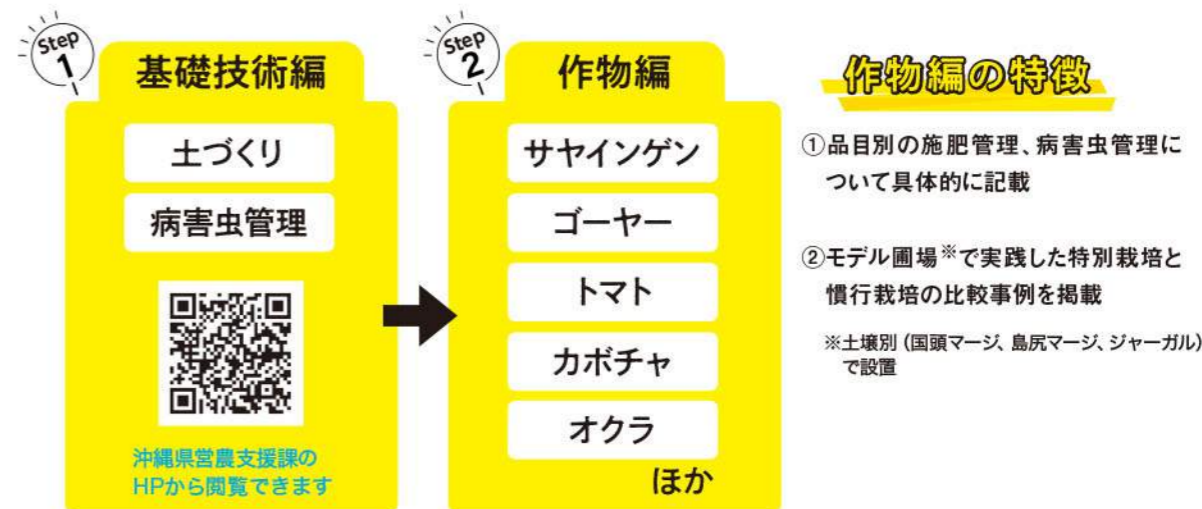 Step
1
基礎技術編
土づくり
病害虫管理
沖縄県営農支援課の
HPから閲覧できます
Step
2
作物編
サヤインゲン
ゴーヤー
トマト
カボチャ
オクラ
ほか
作物編の特徴
①品目別の施肥管理、病害虫管理に
ついて具体的に記載
②モデル圃場※で実践した特別栽培と
慣行栽培の比較事例を掲載
※土壌別(国頭マージ、島尻マージ、ジャーガル)
で設置